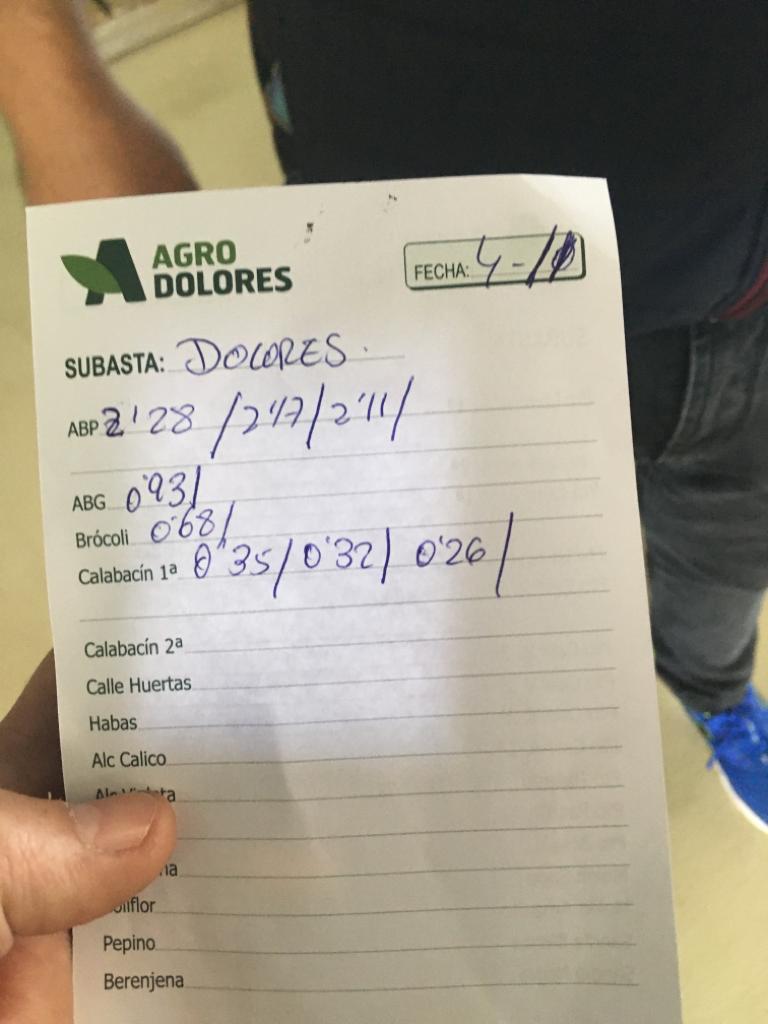 AGRO
DOLORES
FECHA: 4-
SUBASTA: DOLORES.
ABP 2'28 / 2'17 / 2'11 /
ABG 0'93 /
Brócoli 0'68 /
Calabacín 1ª 0'35 / 0'32 / 0'26 /
Calabacín 2ª
Calle Huertas
Habas
Alc Calico
Pepino
Berenjena